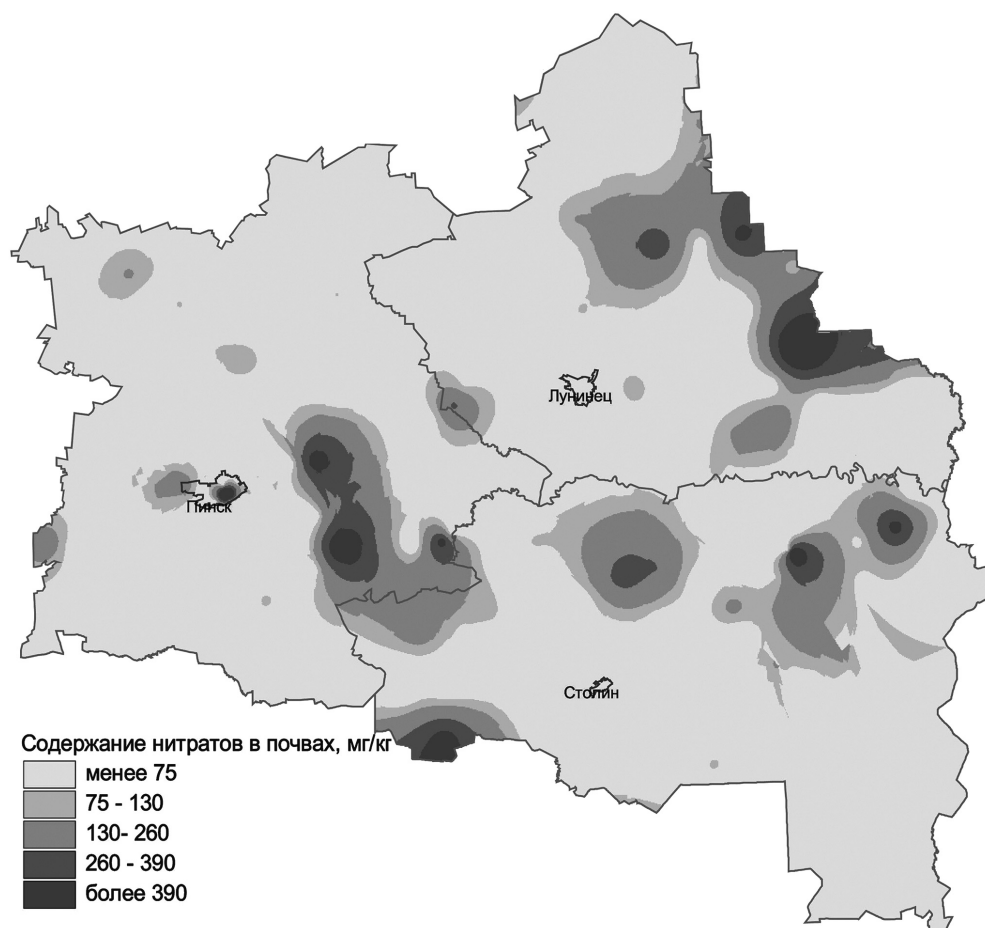 Лунинец
Пинск
Столин
Содержание нитратов в почвах, мг/кг
менее 75
75 - 130
130- 260
260 - 390
более 390